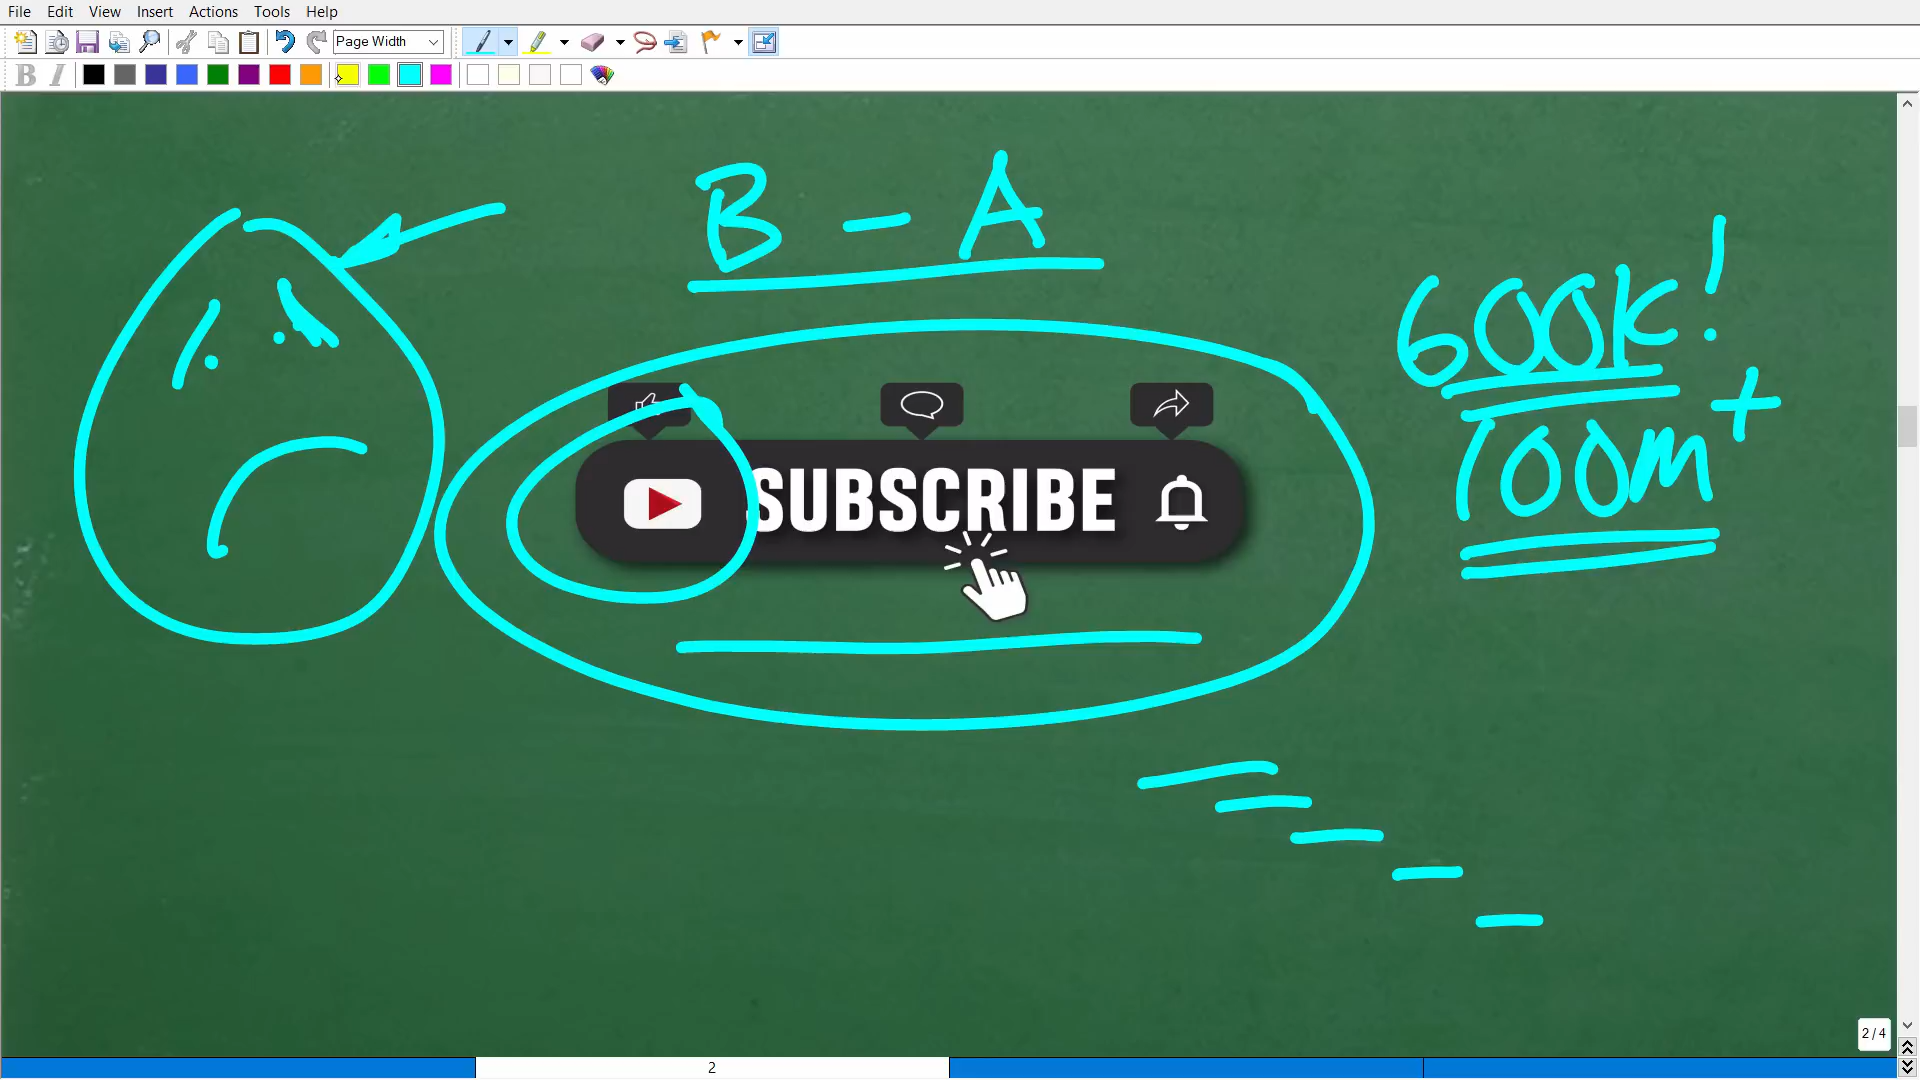 File Edit View Insert Actions Tools Help
Page Width
B I
B - A
600K!
100M+
SUBSCRIBE
2 / 4
2